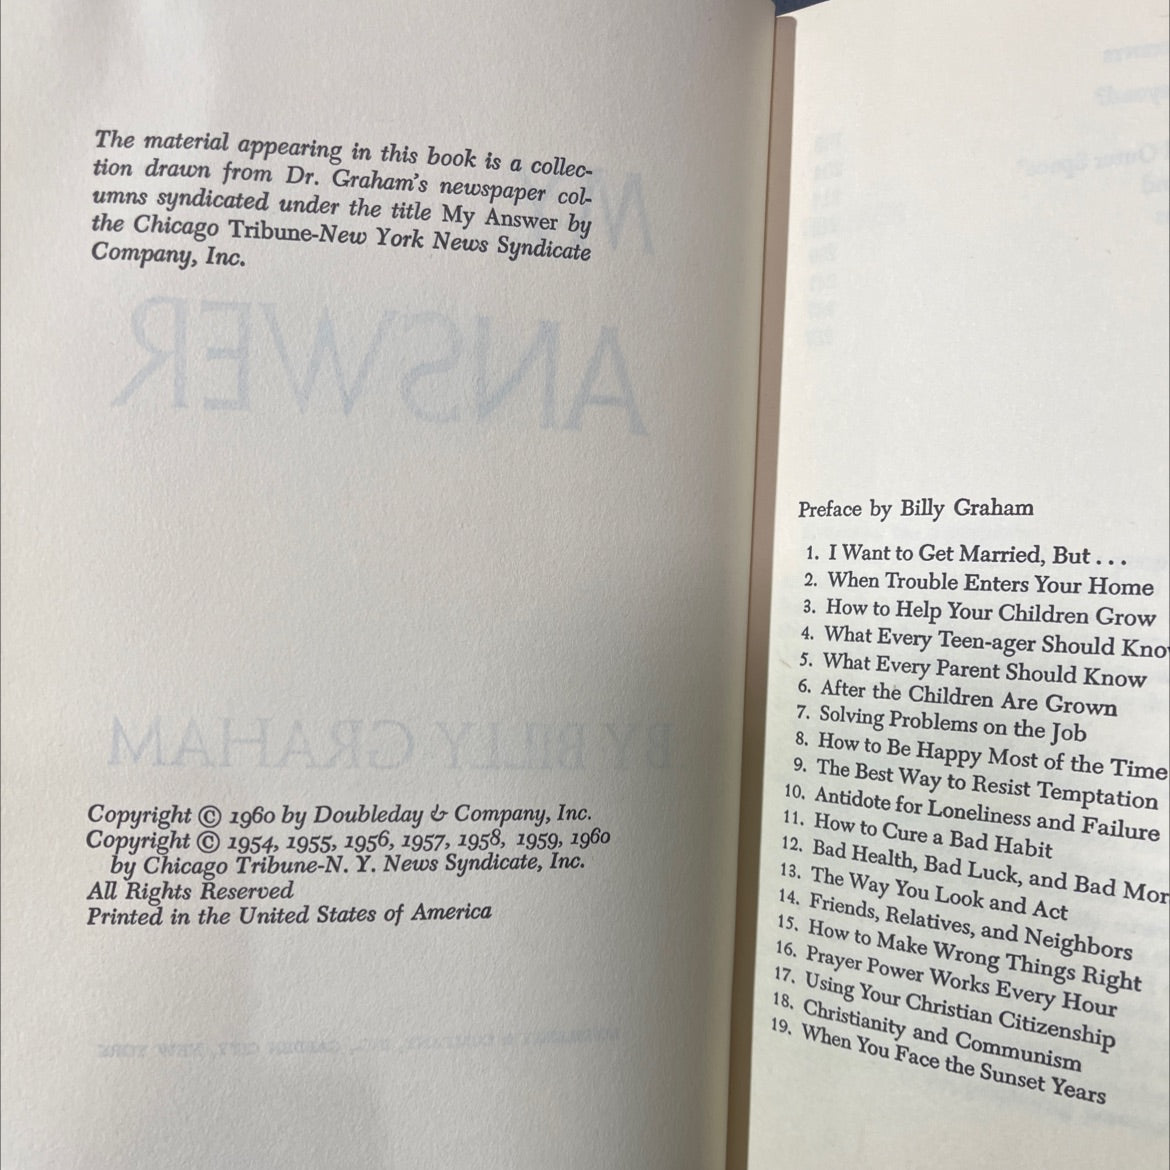 The material appearing in this book is a collec-
tion drawn from Dr. Graham's newspaper col-
umns syndicated under the title My Answer by
the Chicago Tribune-New York News Syndicate
Company, Inc.
ANSWER
BY BILLY GRAHAM
Copyright © 1960 by Doubleday & Company, Inc.
Copyright © 1954, 1955, 1956, 1957, 1958, 1959, 1960
by Chicago Tribune-N. Y. News Syndicate, Inc.
All Rights Reserved
Printed in the United States of America
Preface by Billy Graham
1. I Want to Get Married, But . . .
2. When Trouble Enters Your Home
3. How to Help Your Children Grow
4. What Every Teen-ager Should Kno
5. What Every Parent Should Know
6. After the Children Are Grown
7. Solving Problems on the Job
8. How to Be Happy Most of the Time
9. The Best Way to Resist Temptation
10. Antidote for Loneliness and Failure
11. How to Cure a Bad Habit
12. Bad Health, Bad Luck, and Bad Mor
13. The Way You Look and Act
14. Friends, Relatives, and Neighbors
15. How to Make Wrong Things Right
16. Prayer Power Works Every Hour
17. Using Your Christian Citizenship
18. Christianity and Communism
19. When You Face the Sunset Years